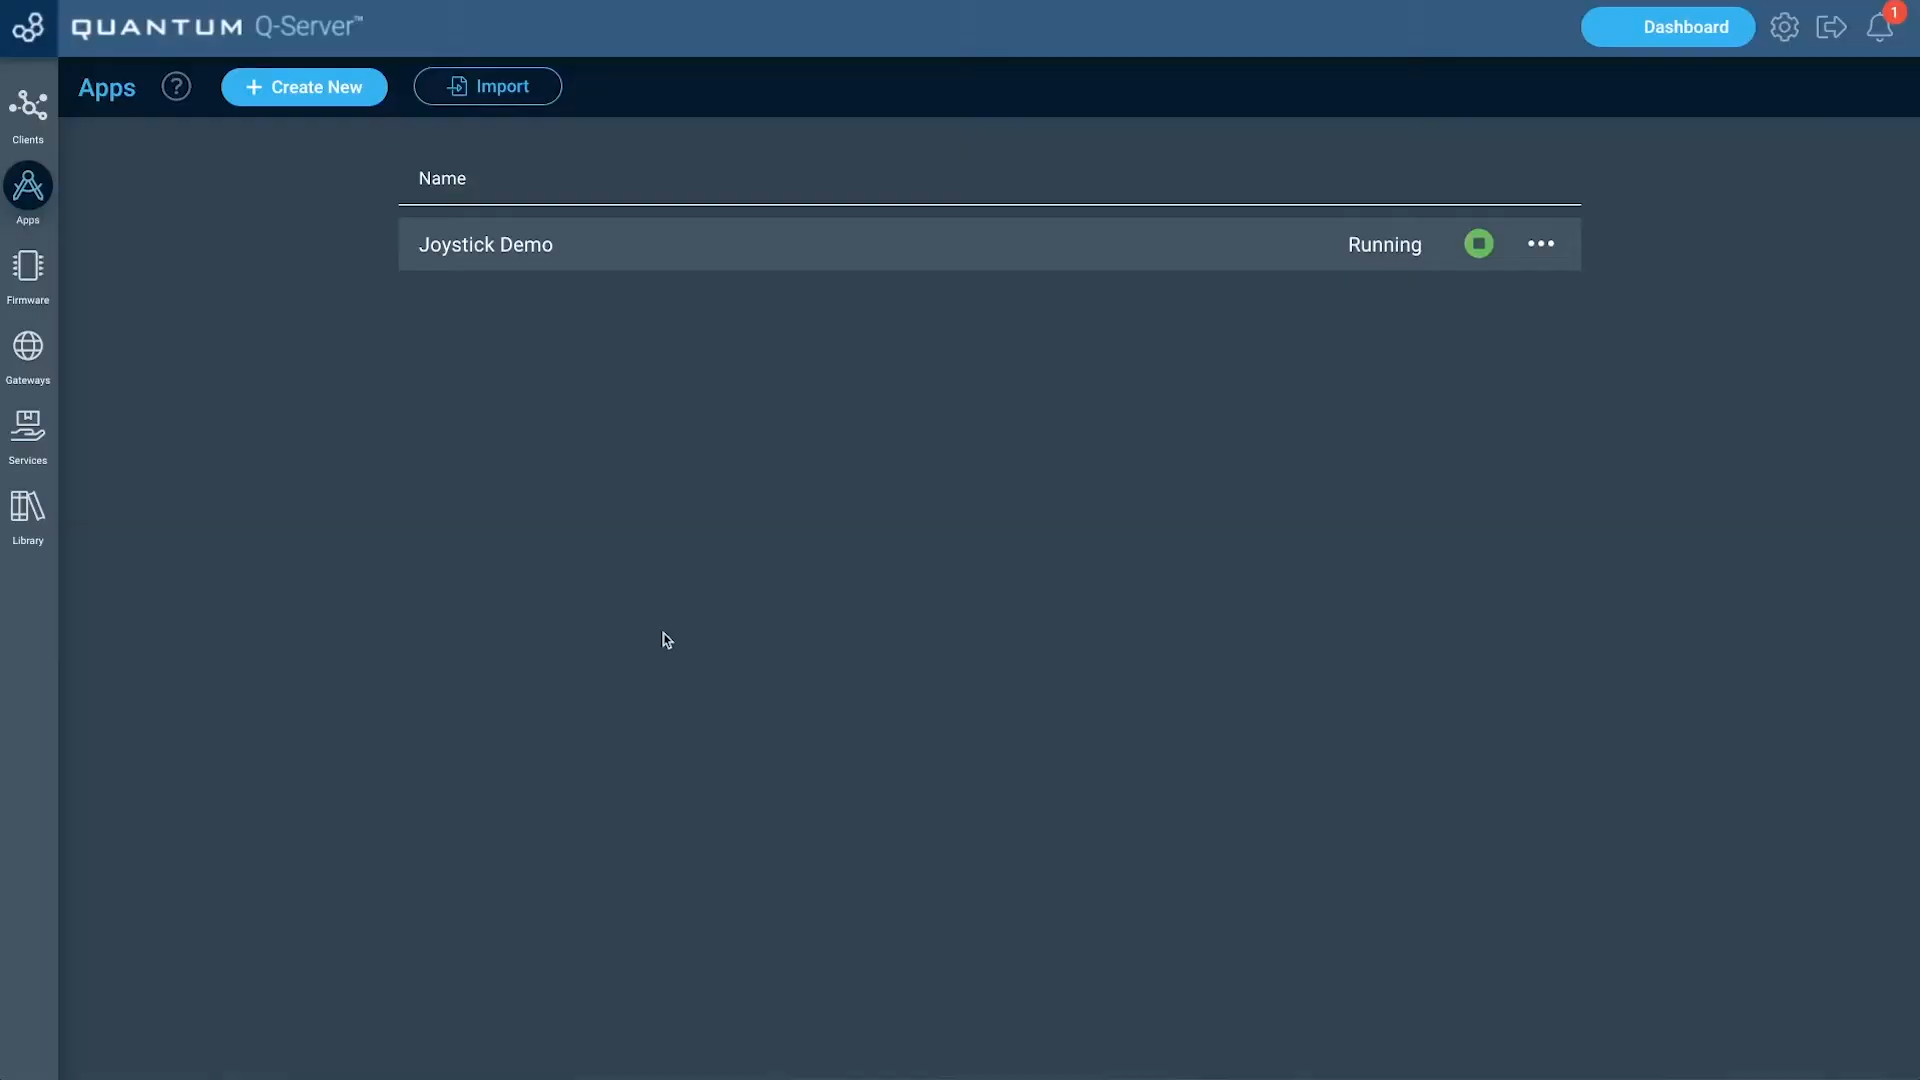 QUANTUM Q-Server™
Dashboard
1
Apps
?
+ Create New
Import
Clients
Apps
Firmware
Gateways
Services
Library
Name
Joystick Demo
Running